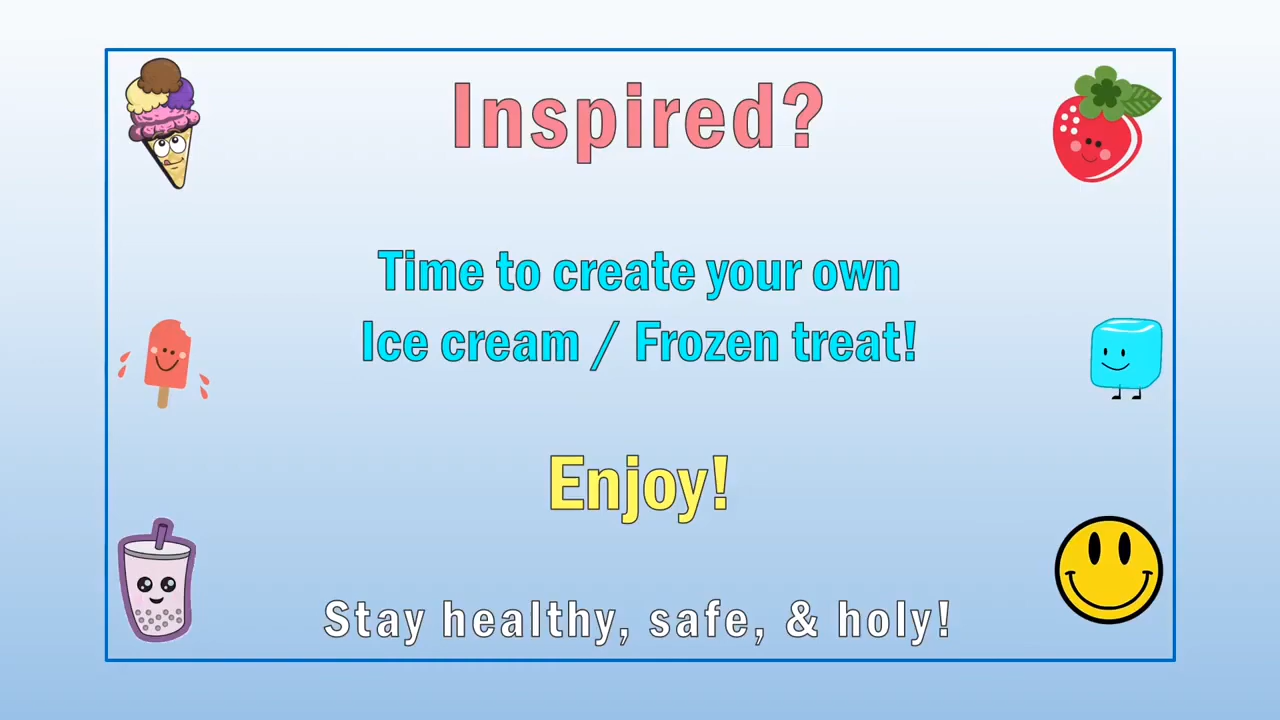 Inspired?
Time to create your own
Ice cream / Frozen treat!
Enjoy!
Stay healthy, safe, & holy!